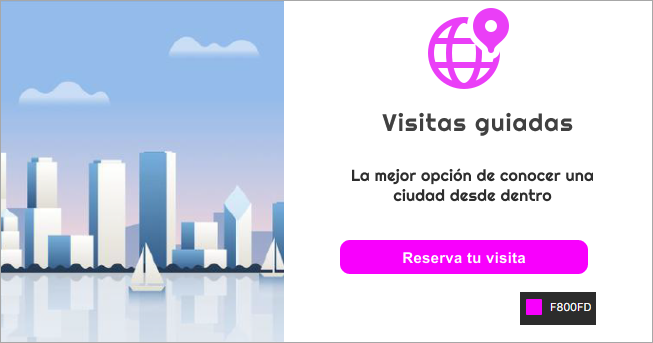 Visitas guiadas
La mejor opción de conocer una
ciudad desde dentro
Reserva tu visita
F800FD